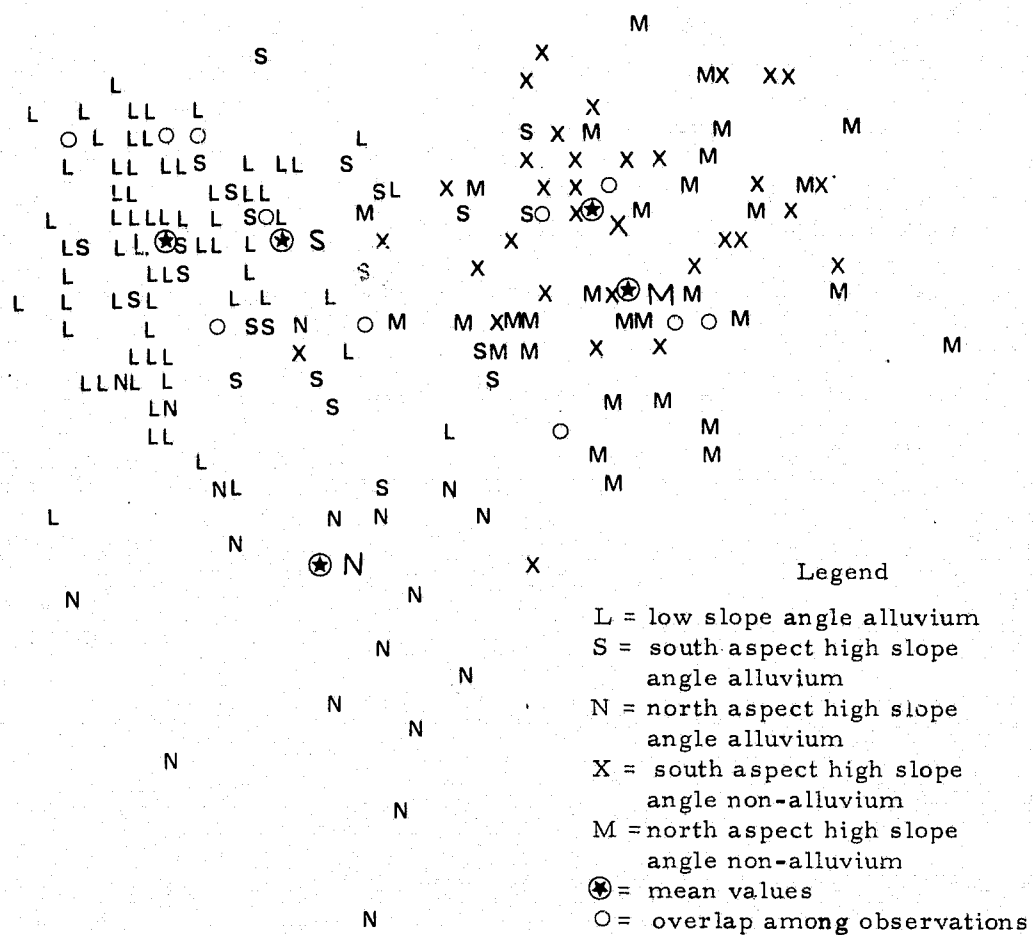 M
S X
X M X X X
L
L L L L L X
L L L L S X M M M
L L L L L S L L L S X X X X M
L L L S L L S L X M X X M X M X
L L L L L L L S L M S S X X M M X
L S L L L S L L L S X X X X
L L L S L S X X X
L L L S L L L L X M X M M M
L L S S N M M X M M M M M
L L L X L S M M X X M
L L N L L S S S
L N S M M
L L L M
L M M
N L S N M
L N N N
N
N X
N N
N
N
N
N
N
N
N
Legend
L = low slope angle alluvium
S = south aspect high slope
angle alluvium
N = north aspect high slope
angle alluvium
X = south aspect high slope
angle non-alluvium
M = north aspect high slope
angle non-alluvium
= mean values
O = overlap among observations